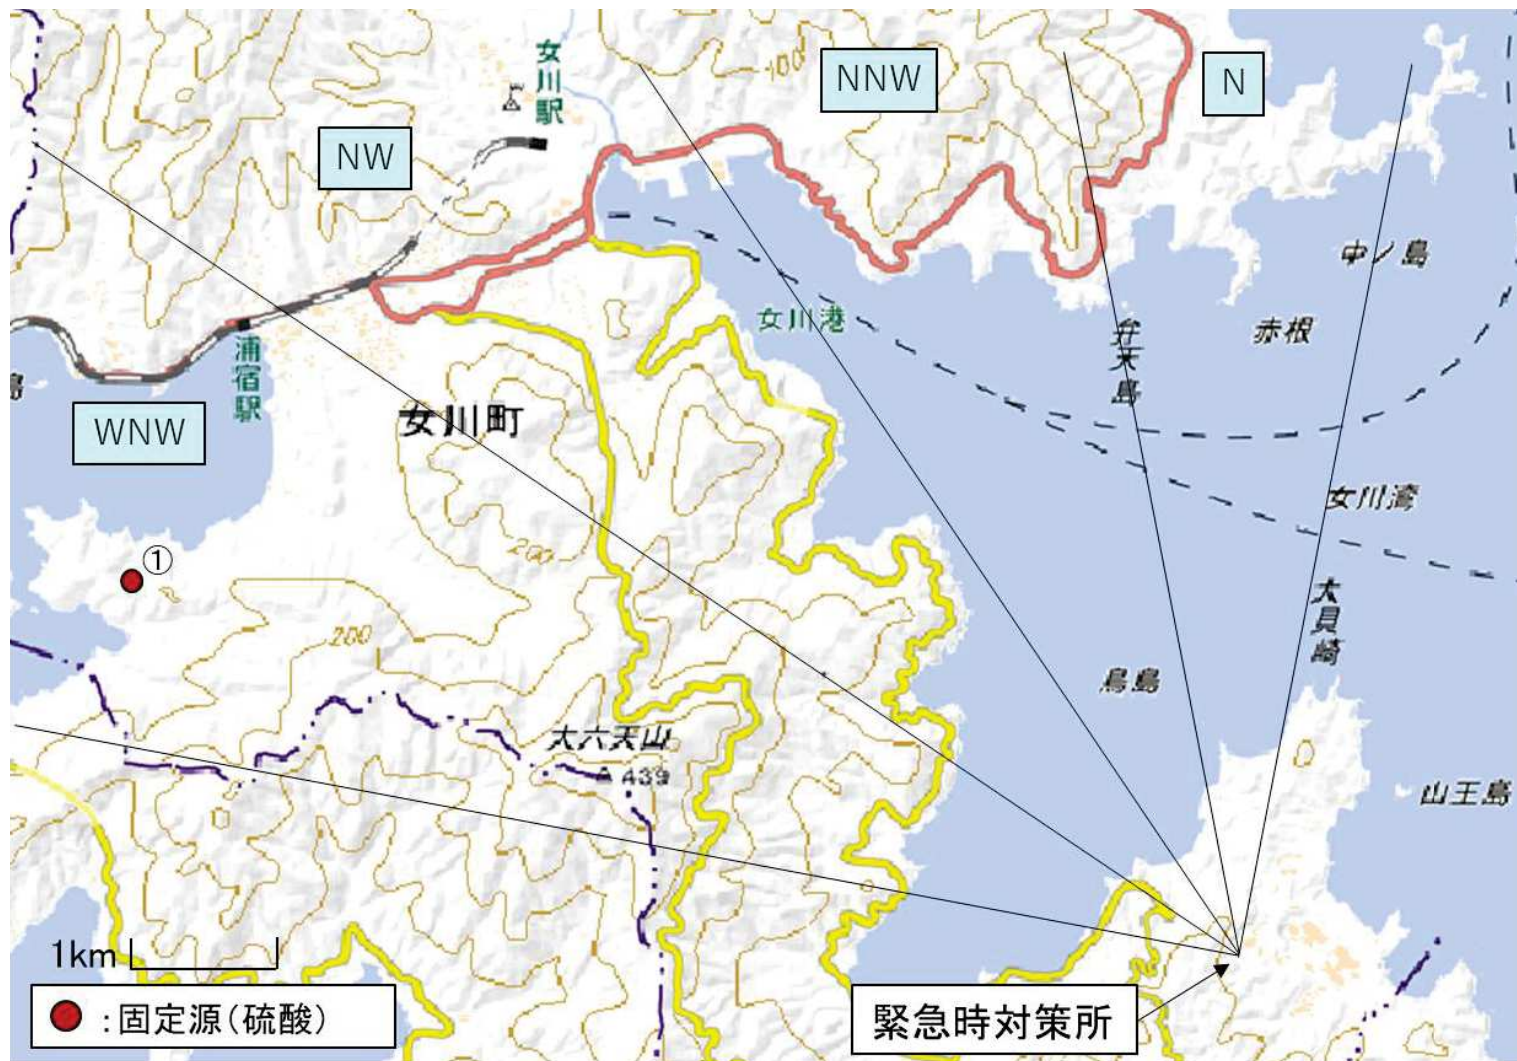 女川駅
NNW
N
NW
中ノ島
女川港
赤根
弁天島
浦宿駅
島
WNW
女川町
女川湾
100
200
①
大貝崎
200
鳥島
大六天山
439
山王島
1km
●:固定源(硫酸)
緊急時対策所